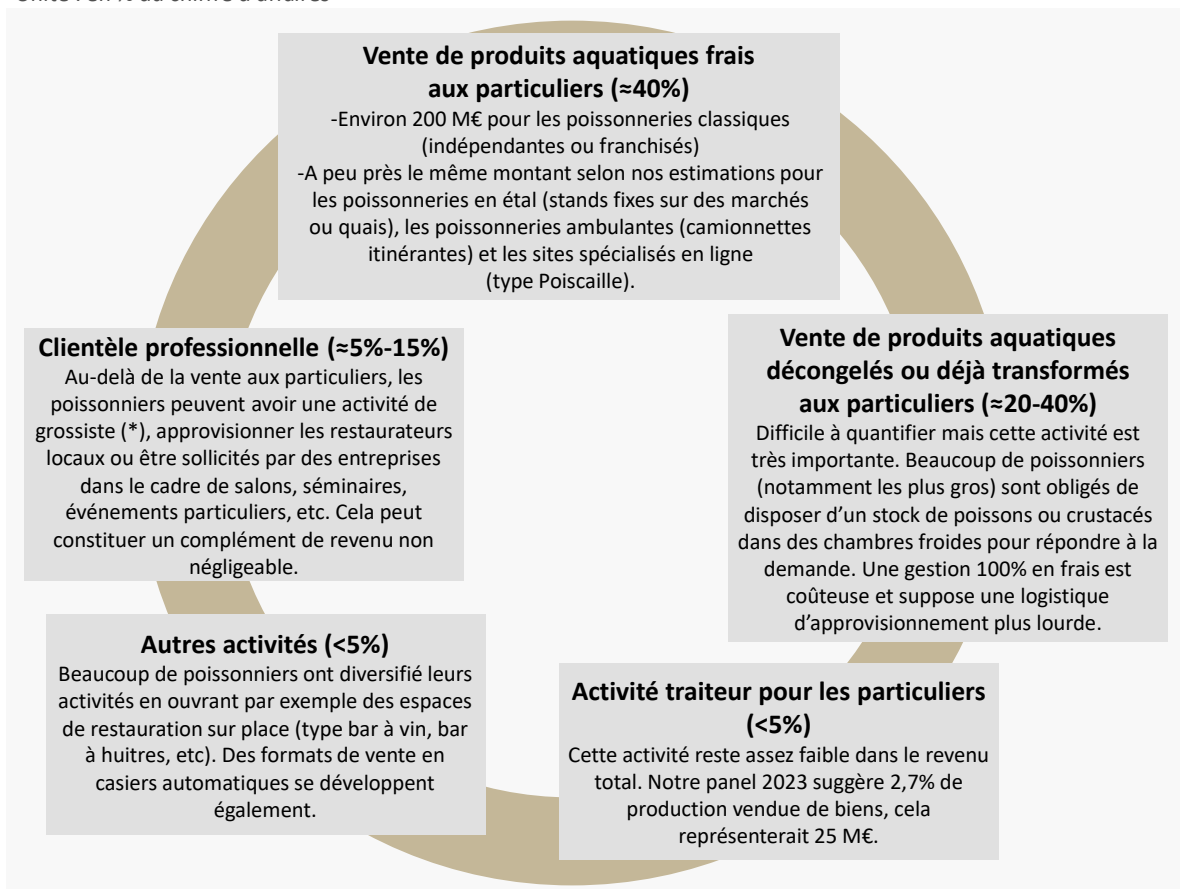 Unité : en % du chiffre d'affaires
Vente de produits aquatiques frais
aux particuliers (≈40%)
-Environ 200 M€ pour les poissonneries classiques
(indépendantes ou franchisés)
-A peu près le même montant selon nos estimations pour
les poissonneries en étal (stands fixes sur des marchés
ou quais), les poissonneries ambulantes (camionnettes
itinérantes) et les sites spécialisés en ligne
(type Poiscaille).
Clientèle professionnelle (≈5%-15%)
Au-delà de la vente aux particuliers, les
poissonniers peuvent avoir une activité de
grossiste (*), approvisionner les restaurateurs
locaux ou être sollicités par des entreprises
dans le cadre de salons, séminaires,
événements particuliers, etc. Cela peut
constituer un complément de revenu non
négligeable.
Vente de produits aquatiques
décongelés ou déjà transformés
aux particuliers (≈20-40%)
Difficile à quantifier mais cette activité est
très importante. Beaucoup de poissonniers
(notamment les plus gros) sont obligés de
disposer d'un stock de poissons ou crustacés
dans des chambres froides pour répondre à la
demande. Une gestion 100% en frais est
coûteuse et suppose une logistique
d'approvisionnement plus lourde.
Autres activités (<5%)
Beaucoup de poissonniers ont diversifié leurs
activités en ouvrant par exemple des espaces
de restauration sur place (type bar à vin, bar
à huitres, etc). Des formats de vente en
casiers automatiques se développent
également.
Activité traiteur pour les particuliers
(<5%)
Cette activité reste assez faible dans le revenu
total. Notre panel 2023 suggère 2,7% de
production vendue de biens, cela
représenterait 25 M€.